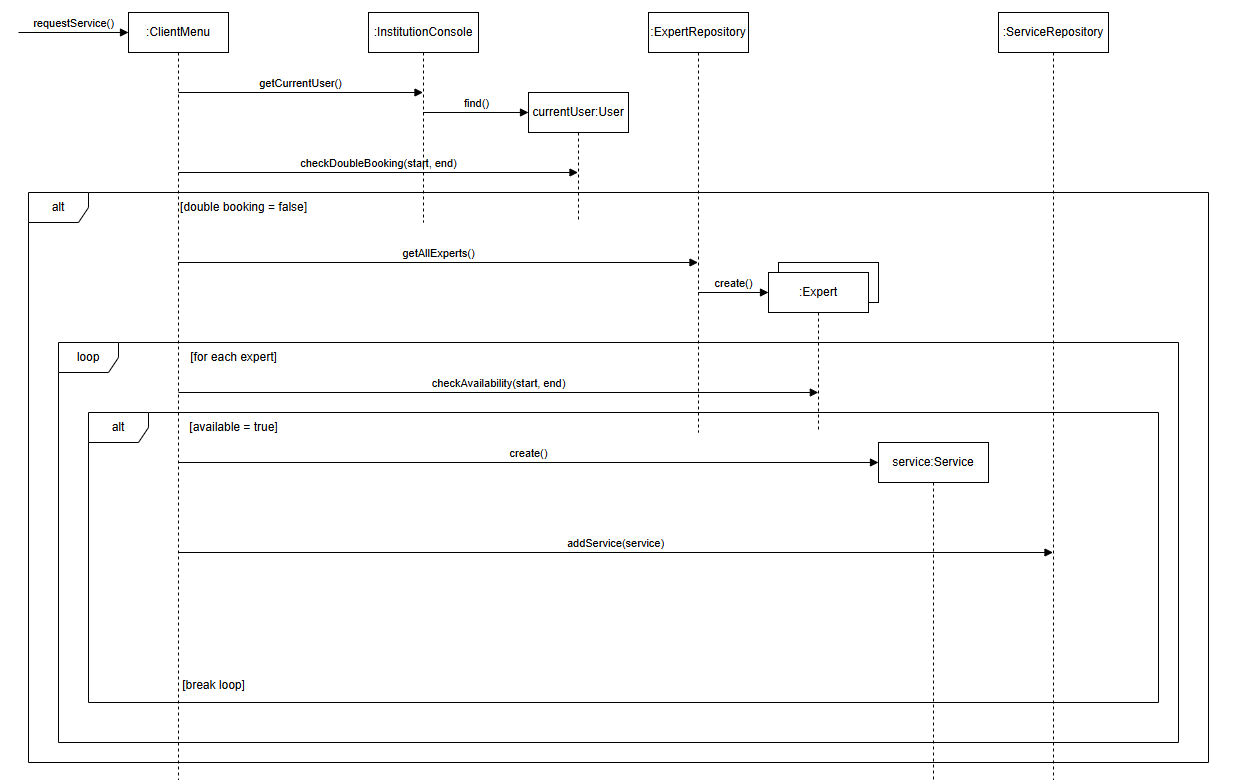 requestService()
:ClientMenu
:InstitutionConsole
:ExpertRepository
:ServiceRepository
getCurrentUser()
find()
currentUser:User
checkDoubleBooking(start, end)
alt
[double booking = false]
getAllExperts()
create()
:Expert
loop
[for each expert]
checkAvailability(start, end)
alt
[available = true]
create()
service:Service
addService(service)
[break loop]